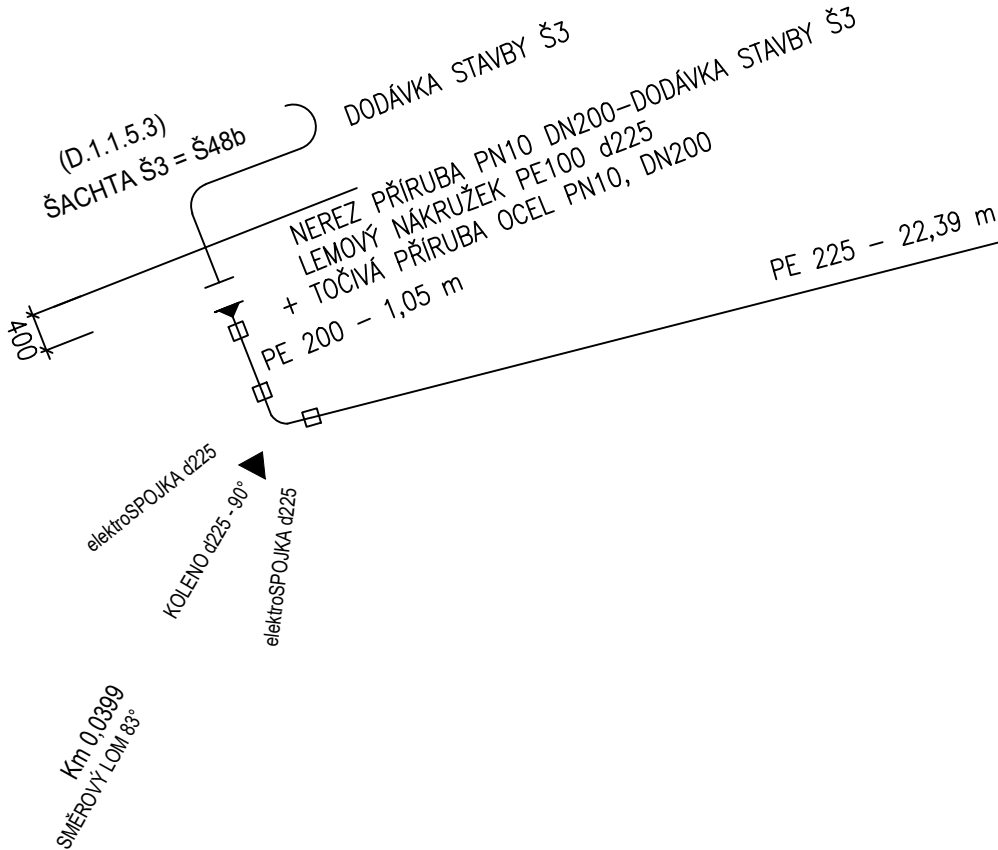 DODÁVKA STAVBY Š3
(D.1.1.5.3)
ŠACHTA Š3 = Š48b
NEREZ PŘÍRUBA PN10 DN200-DODÁVKA STAVBY Š3
LEMOVÝ NÁKRUŽEK PE100 d225
+ TOČIVÁ PŘÍRUBA OCEL PN10, DN200
PE 200 - 1,05 m
PE 225 - 22,39 m
400
elektroSPOJKA d225
KOLENO d225 - 90°
elektroSPOJKA d225
Km 0,0399
SMĚROVÝ LOM 83°